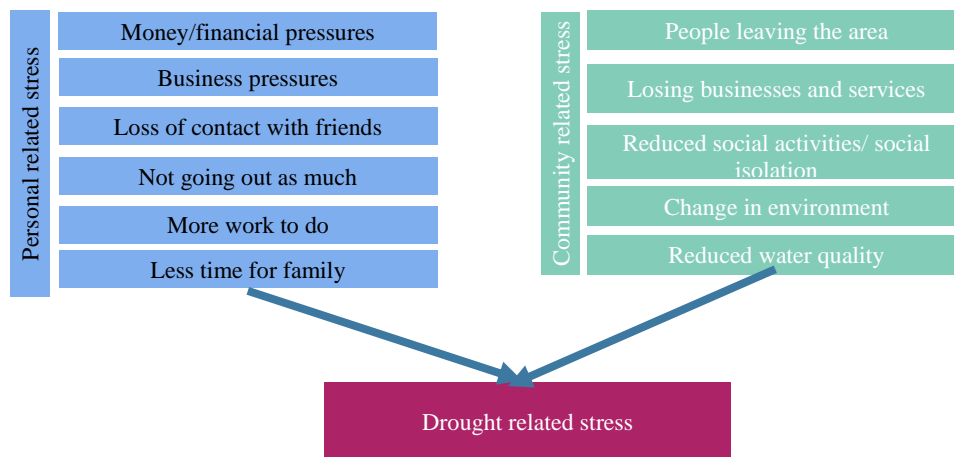 Personal related stress
Money/financial pressures
Business pressures
Loss of contact with friends
Not going out as much
More work to do
Less time for family
Community related stress
People leaving the area
Losing businesses and services
Reduced social activities/ social
isolation
Change in environment
Reduced water quality
Drought related stress